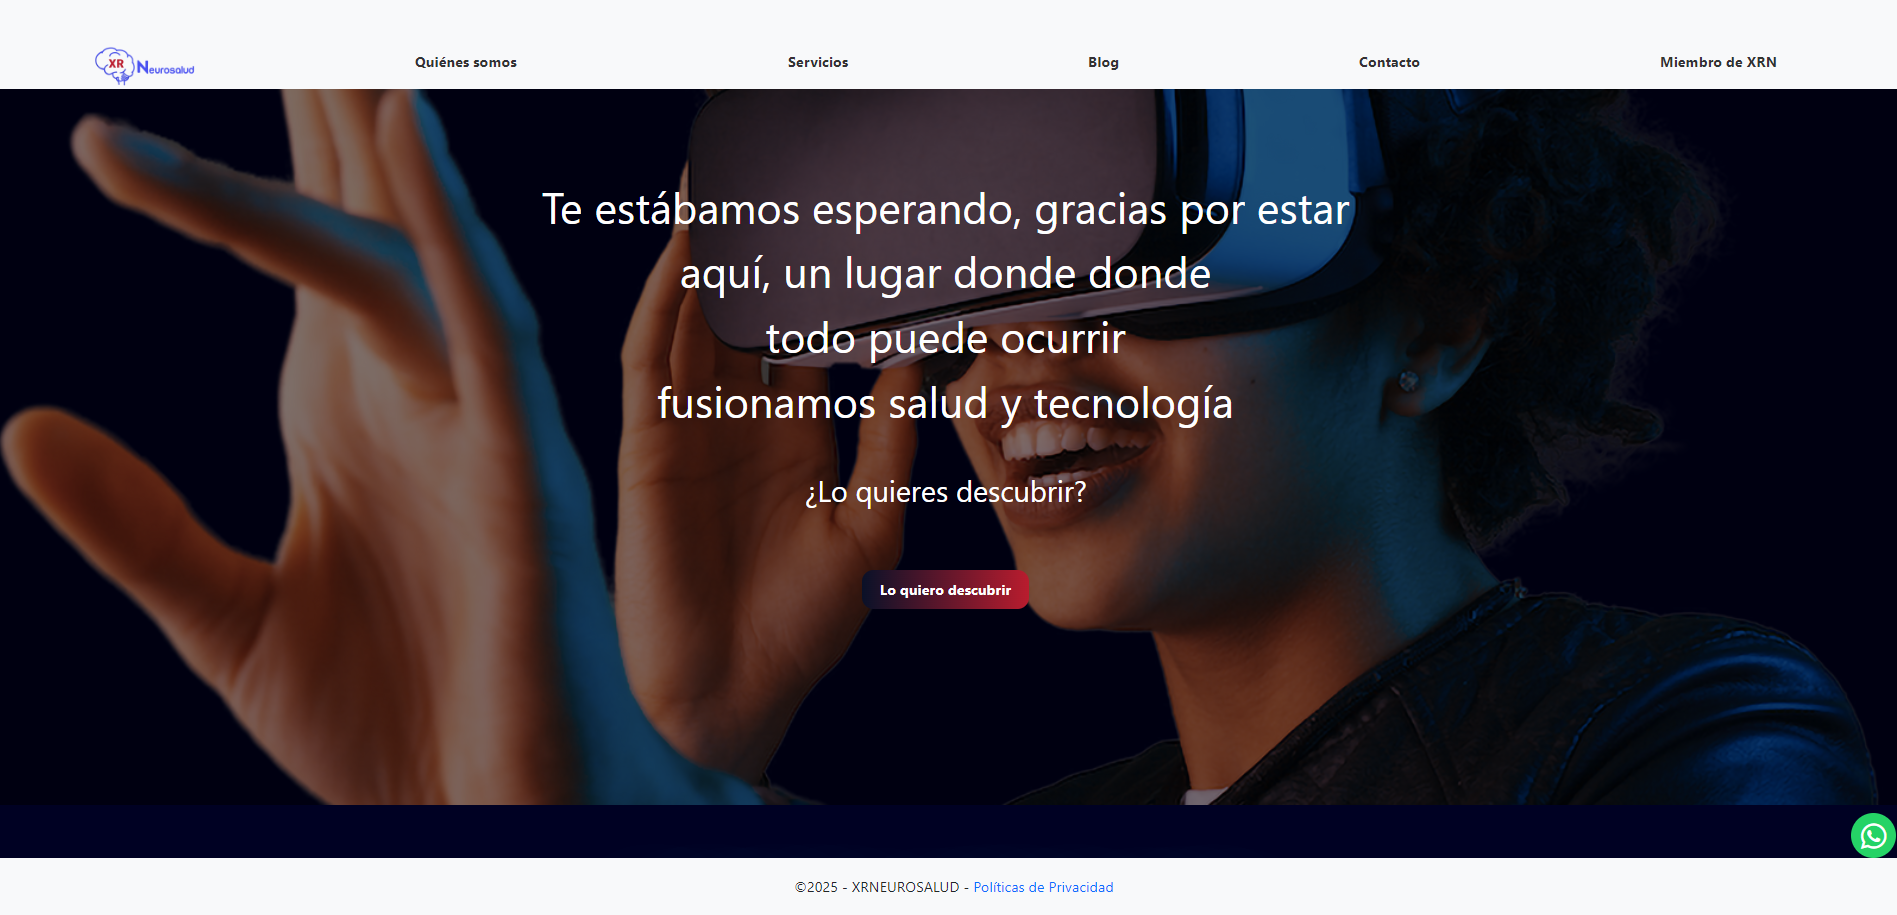 XR Neurosalud
Quiénes somos
Servicios
Blog
Contacto
Miembro de XRN
Te estábamos esperando, gracias por estar
aquí, un lugar donde donde
todo puede ocurrir
fusionamos salud y tecnología
¿Lo quieres descubrir?
Lo quiero descubrir
©2025 - XRNEUROSALUD - Políticas de Privacidad